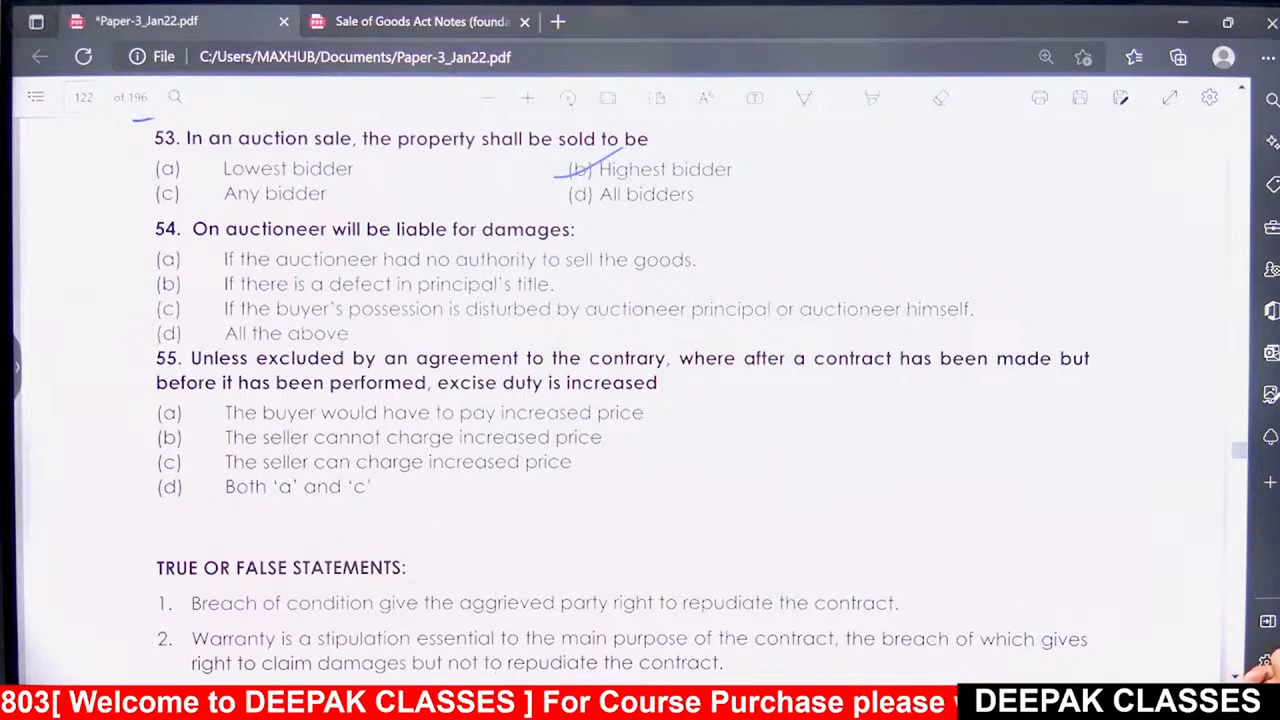 *Paper-3_Jan22.pdf
Sale of Goods Act Notes (founda
File C:/Users/MAXHUB/Documents/Paper-3_Jan22.pdf
122 of 196
53. In an auction sale, the property shall be sold to be
(a) Lowest bidder (b) Highest bidder
(c) Any bidder (d) All bidders
54. On auctioneer will be liable for damages:
(a) If the auctioneer had no authority to sell the goods.
(b) If there is a defect in principal's title.
(c) If the buyer's possession is disturbed by auctioneer principal or auctioneer himself.
(d) All the above
55. Unless excluded by an agreement to the contrary, where after a contract has been made but
before it has been performed, excise duty is increased
(a) The buyer would have to pay increased price
(b) The seller cannot charge increased price
(c) The seller can charge increased price
(d) Both 'a' and 'c'
TRUE OR FALSE STATEMENTS:
1. Breach of condition give the aggrieved party right to repudiate the contract.
2. Warranty is a stipulation essential to the main purpose of the contract, the breach of which gives
right to claim damages but not to repudiate the contract.
803[ Welcome to DEEPAK CLASSES ] For Course Purchase please
DEEPAK CLASSES